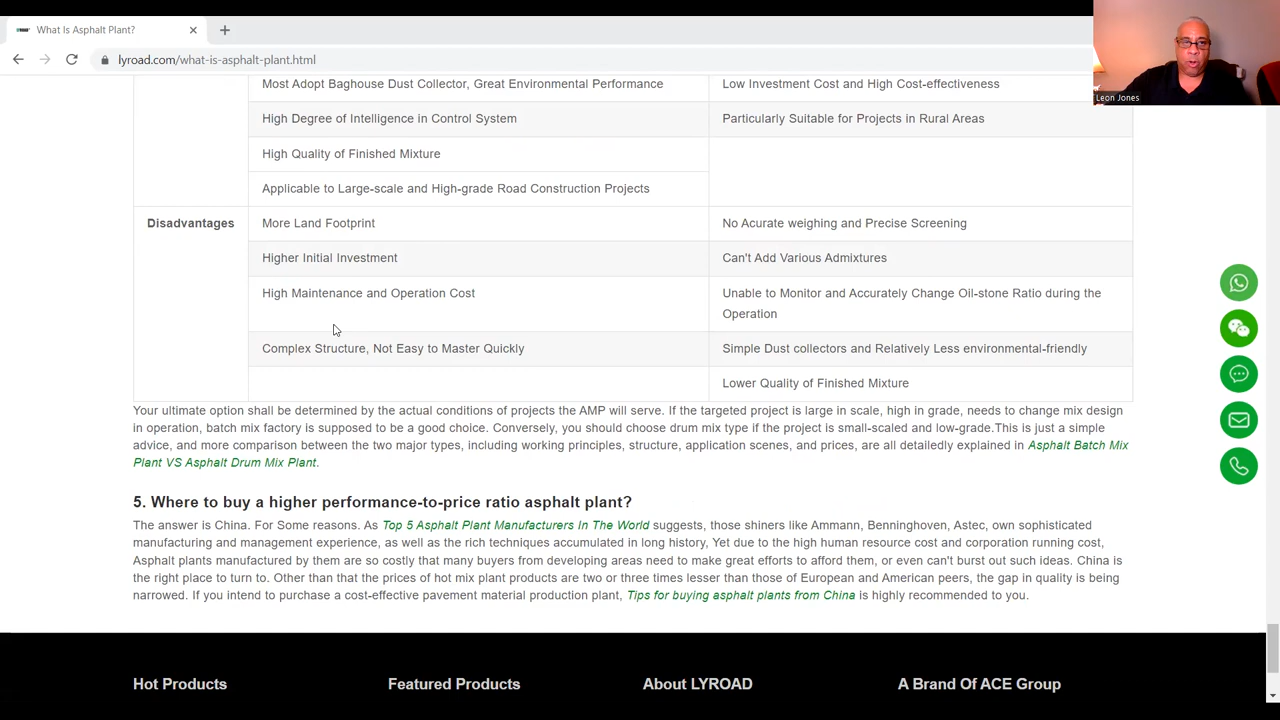 What Is Asphalt Plant?
lyroad.com/what-is-asphalt-plant.html
Leon Jones
Most Adopt Baghouse Dust Collector, Great Environmental Performance
Low Investment Cost and High Cost-effectiveness
High Degree of Intelligence in Control System
Particularly Suitable for Projects in Rural Areas
High Quality of Finished Mixture
Applicable to Large-scale and High-grade Road Construction Projects
Disadvantages
More Land Footprint
No Acurate weighing and Precise Screening
Higher Initial Investment
Can't Add Various Admixtures
High Maintenance and Operation Cost
Unable to Monitor and Accurately Change Oil-stone Ratio during the
Operation
Complex Structure, Not Easy to Master Quickly
Simple Dust collectors and Relatively Less environmental-friendly
Lower Quality of Finished Mixture
Your ultimate option shall be determined by the actual conditions of projects the AMP will serve. If the targeted project is large in scale, high in grade, needs to change mix design
in operation, batch mix factory is supposed to be a good choice. Conversely, you should choose drum mix type if the project is small-scaled and low-grade.This is just a simple
advice, and more comparison between the two major types, including working principles, structure, application scenes, and prices, are all detailedly explained in Asphalt Batch Mix
Plant VS Asphalt Drum Mix Plant.
5. Where to buy a higher performance-to-price ratio asphalt plant?
The answer is China. For Some reasons. As Top 5 Asphalt Plant Manufacturers In The World suggests, those shiners like Ammann, Benninghoven, Astec, own sophisticated
manufacturing and management experience, as well as the rich techniques accumulated in long history, Yet due to the high human resource cost and corporation running cost,
Asphalt plants manufactured by them are so costly that many buyers from developing areas need to make great efforts to afford them, or even can't burst out such ideas. China is
the right place to turn to. Other than that the prices of hot mix plant products are two or three times lesser than those of European and American peers, the gap in quality is being
narrowed. If you intend to purchase a cost-effective pavement material production plant, Tips for buying asphalt plants from China is highly recommended to you.
Hot Products
Featured Products
About LYROAD
A Brand Of ACE Group